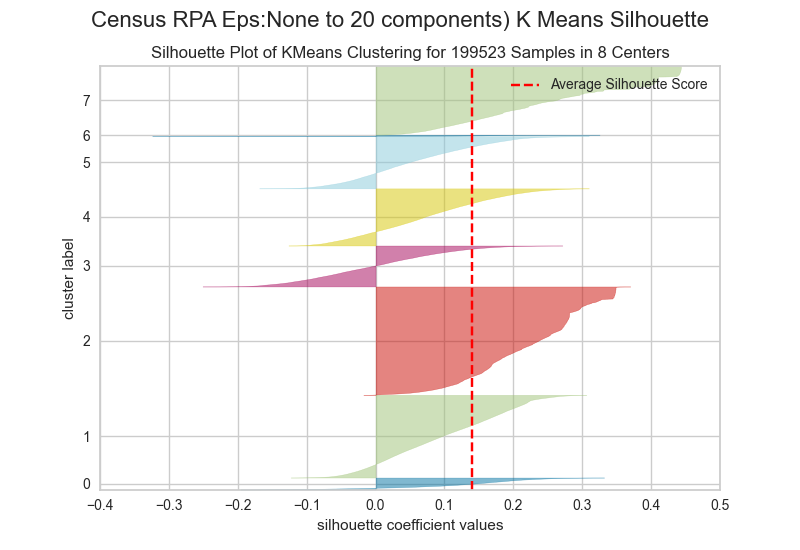 Census RPA Eps:None to 20 components) K Means Silhouette
Silhouette Plot of KMeans Clustering for 199523 Samples in 8 Centers
Average Silhouette Score
cluster label
7
6
5
4
3
2
1
0
−0.4 −0.3 −0.2 −0.1 0.0 0.1 0.2 0.3 0.4 0.5
silhouette coefficient values